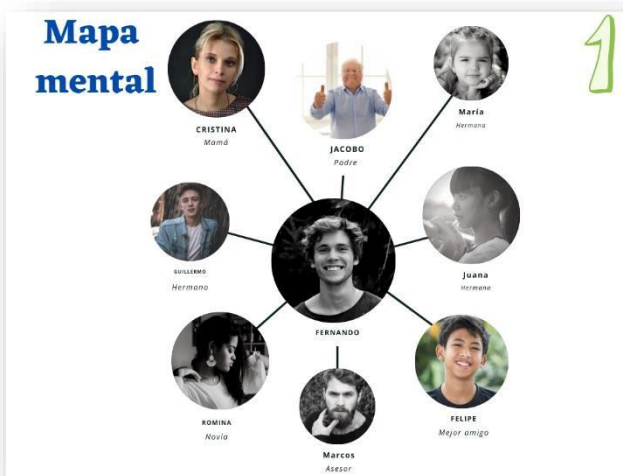 Mapa
mental
1
CRISTINA
Mamá
JACOBO
Padre
María
Hermana
GUILLERMO
Hermano
Juana
Hermana
FERNANDO
ROMINA
Novia
Marcos
Asesor
FELIPE
Mejor amigo